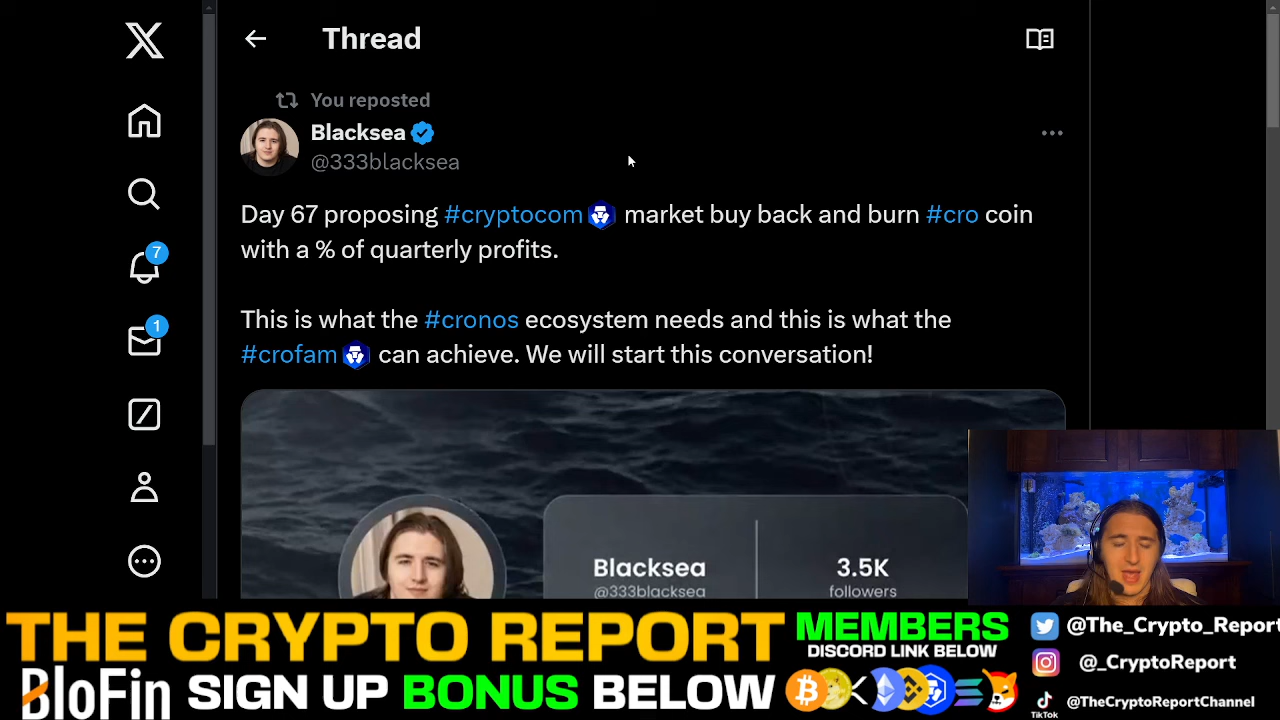 Thread
You reposted
Blacksea
@333blacksea
Day 67 proposing #cryptocom market buy back and burn #cro coin
with a % of quarterly profits.
This is what the #cronos ecosystem needs and this is what the
#crofam can achieve. We will start this conversation!
7
1
Blacksea
@333blacksea
3.5K
followers
THE CRYPTO REPORT
BloFin SIGN UP BONUS BELOW
MEMBERS
DISCORD LINK BELOW
@The_Crypto_Report
@_CryptoReport
TikTok
@TheCryptoReportChannel